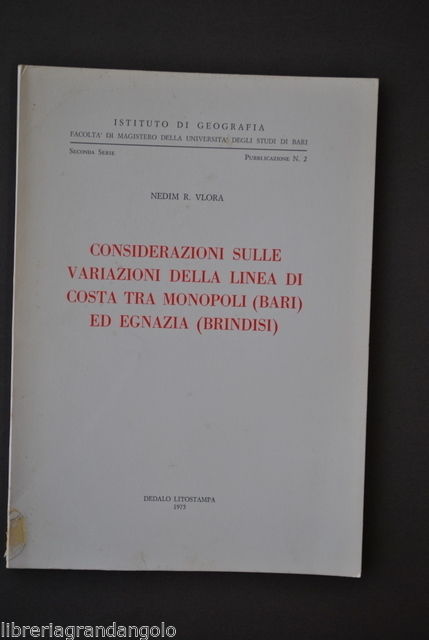 ISTITUTO DI GEOGRAFIA
FACOLTA' DI MAGISTERO DELLA UNIVERSITA' DEGLI STUDI DI BARI
SECONDA SERIE PUBBLICAZIONE N. 2
NEDIM R. VLORA
CONSIDERAZIONI SULLE
VARIAZIONI DELLA LINEA DI
COSTA TRA MONOPOLI (BARI)
ED EGNAZIA (BRINDISI)
DEDALO LITOSTAMPA
1975
libreriagrandangolo